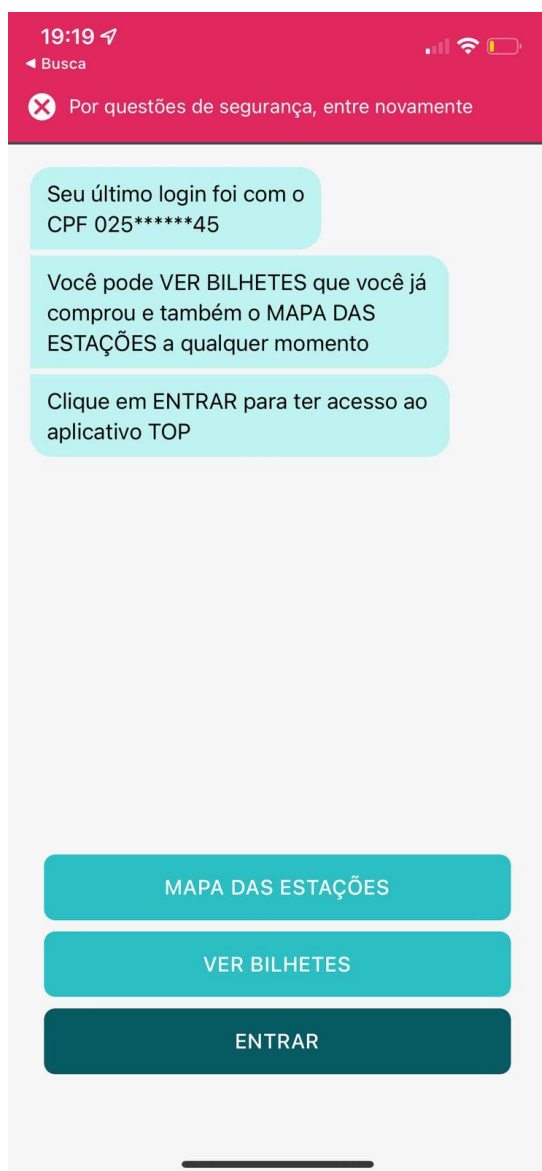 19:19
◀ Busca
Por questões de segurança, entre novamente
Seu último login foi com o
CPF 025******45
Você pode VER BILHETES que você já
comprou e também o MAPA DAS
ESTAÇÕES a qualquer momento
Clique em ENTRAR para ter acesso ao
aplicativo TOP
MAPA DAS ESTAÇÕES
VER BILHETES
ENTRAR